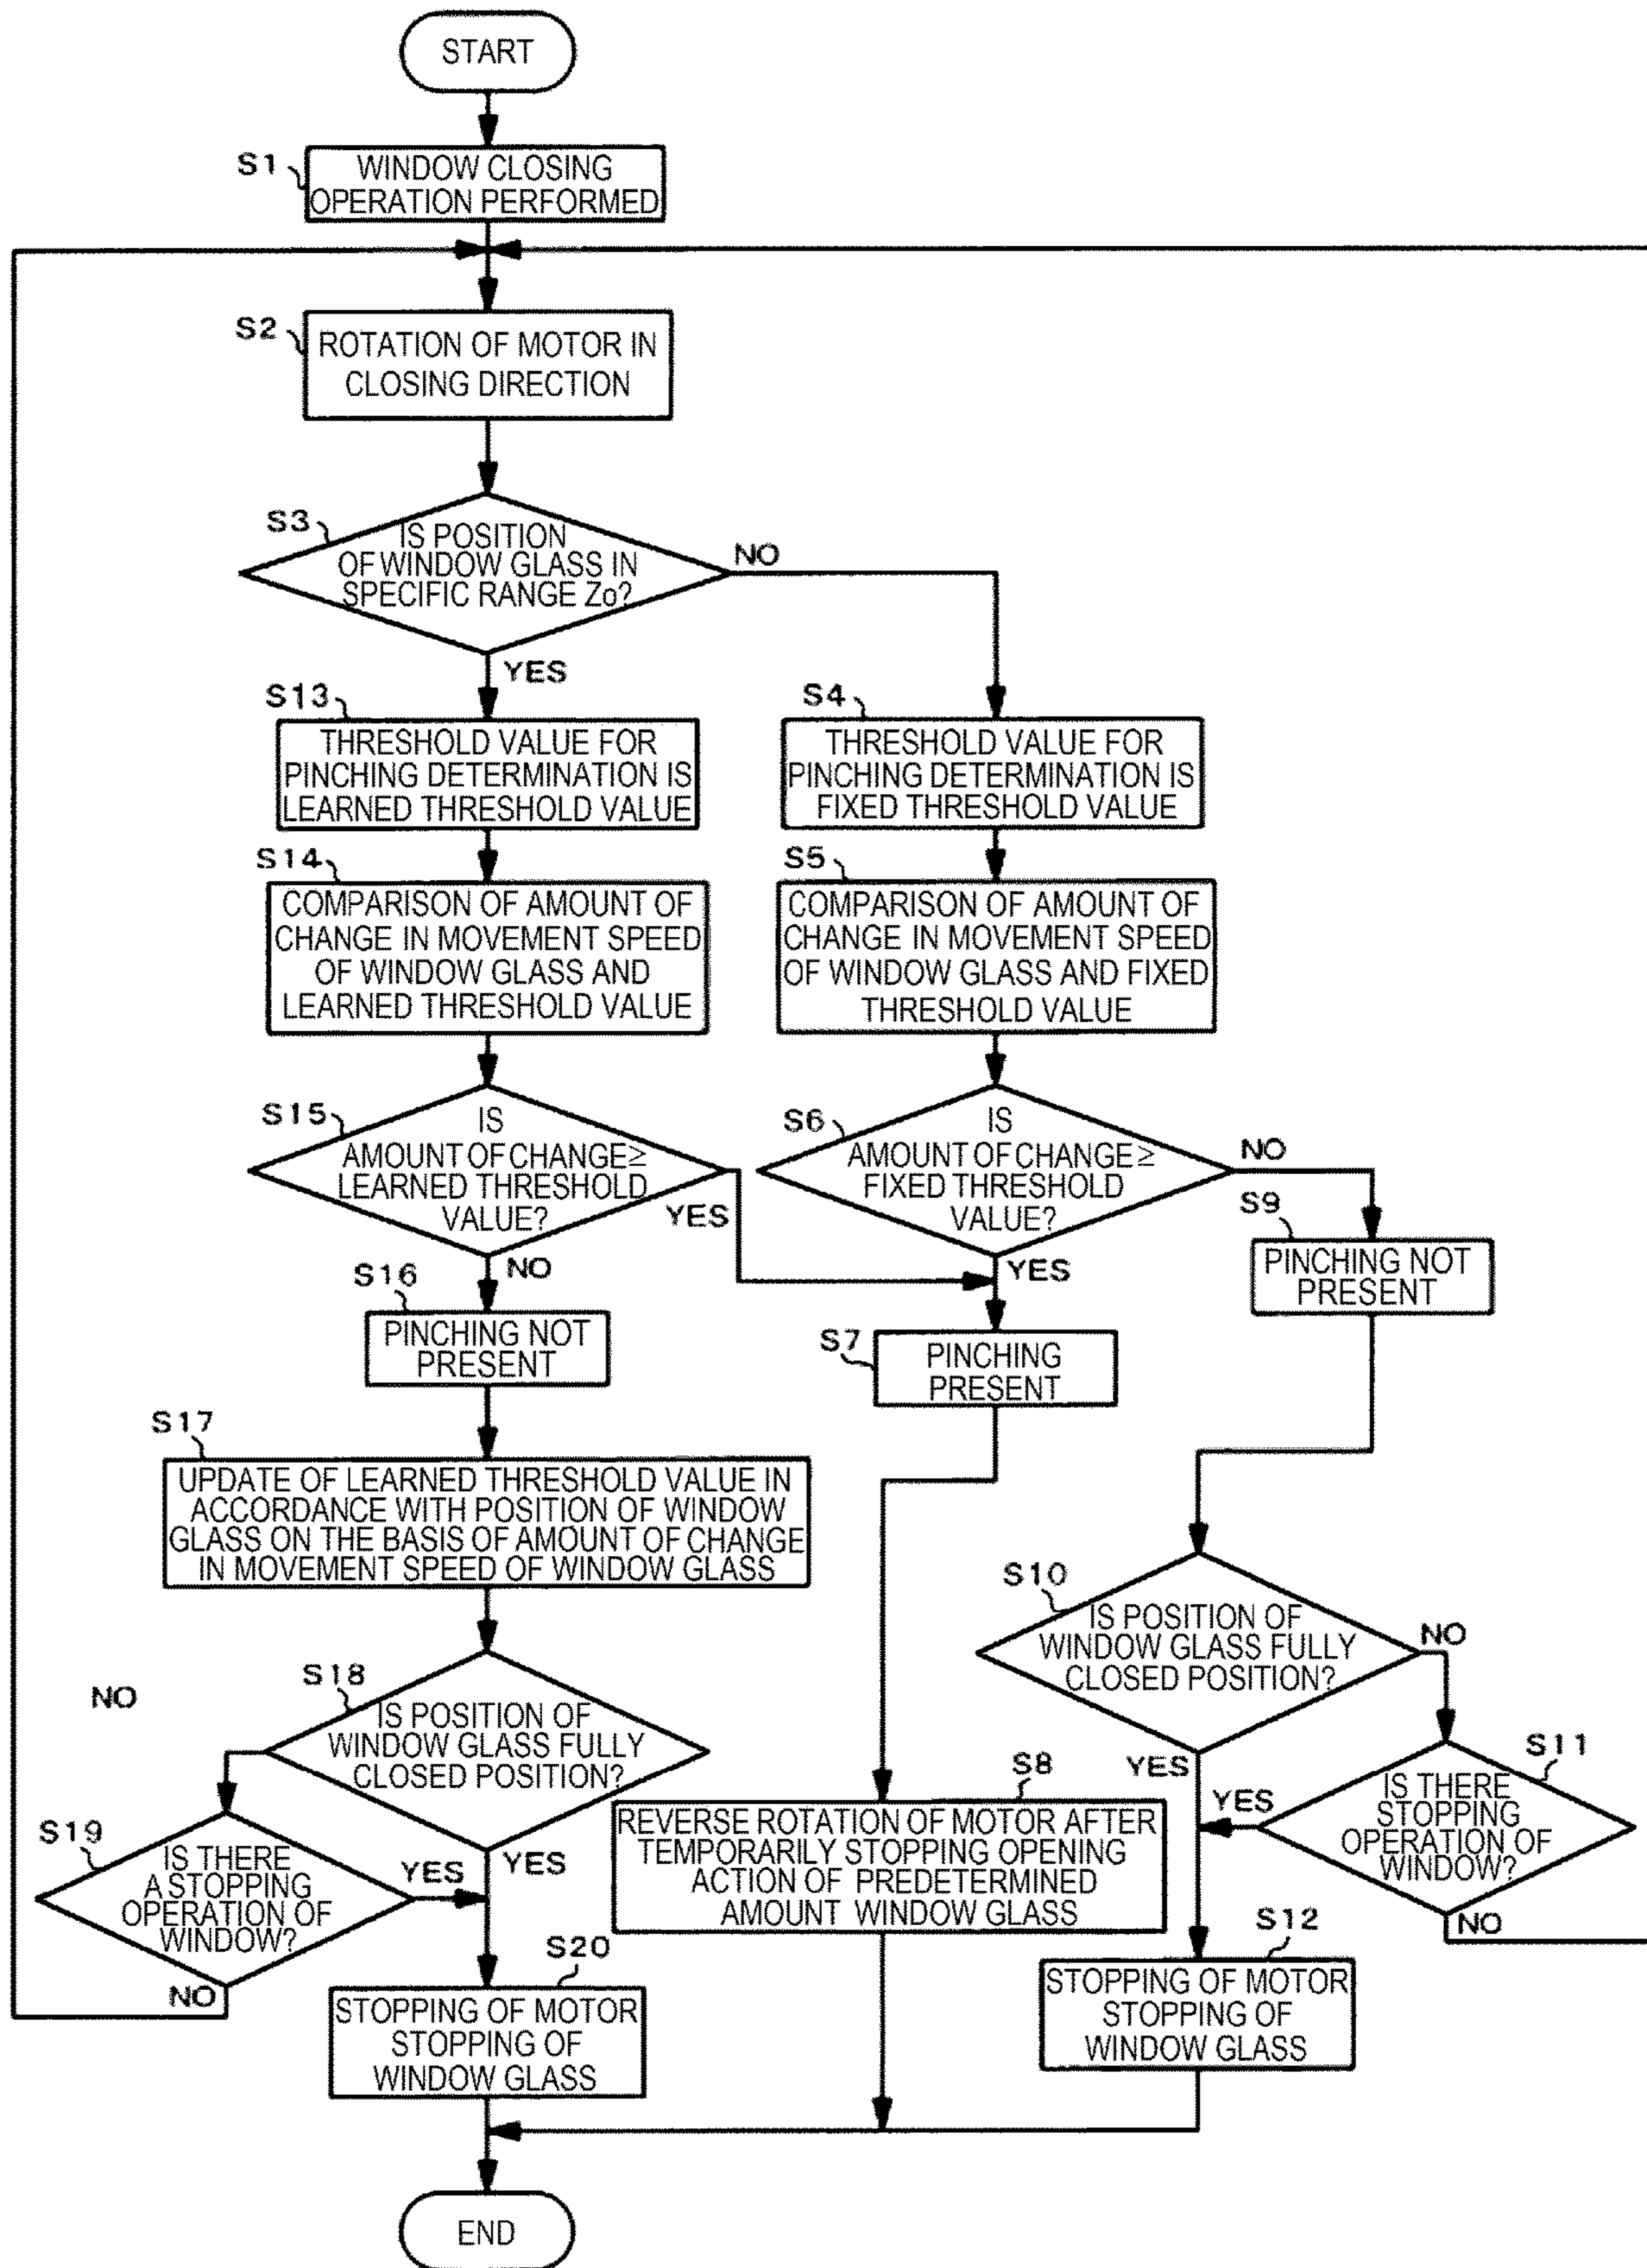 START
S1
WINDOW CLOSING
OPERATION PERFORMED
S2
ROTATION OF MOTOR IN
CLOSING DIRECTION
S3
IS POSITION
OF WINDOW GLASS IN
SPECIFIC RANGE Zo?
NO
YES
S13
THRESHOLD VALUE FOR
PINCHING DETERMINATION IS
LEARNED THRESHOLD VALUE
S4
THRESHOLD VALUE FOR
PINCHING DETERMINATION IS
FIXED THRESHOLD VALUE
S14
COMPARISON OF AMOUNT OF
CHANGE IN MOVEMENT SPEED
OF WINDOW GLASS AND
LEARNED THRESHOLD VALUE
S5
COMPARISON OF AMOUNT OF
CHANGE IN MOVEMENT SPEED
OF WINDOW GLASS AND FIXED
THRESHOLD VALUE
S15
IS
AMOUNT OF CHANGE≥
LEARNED THRESHOLD
VALUE?
YES
NO
S6
IS
AMOUNT OF CHANGE≥
FIXED THRESHOLD
VALUE?
NO
YES
S9
PINCHING NOT
PRESENT
S16
PINCHING NOT
PRESENT
S7
PINCHING
PRESENT
S17
UPDATE OF LEARNED THRESHOLD VALUE IN
ACCORDANCE WITH POSITION OF WINDOW
GLASS ON THE BASIS OF AMOUNT OF CHANGE
IN MOVEMENT SPEED OF WINDOW GLASS
S10
IS POSITION OF
WINDOW GLASS FULLY
CLOSED POSITION?
NO
YES
S18
IS POSITION OF
WINDOW GLASS FULLY
CLOSED POSITION?
NO
YES
S11
IS THERE
STOPPING
OPERATION OF
WINDOW?
YES
NO
S8
REVERSE ROTATION OF MOTOR AFTER
TEMPORARILY STOPPING OPENING
ACTION OF PREDETERMINED
AMOUNT WINDOW GLASS
S19
IS THERE
A STOPPING
OPERATION OF
WINDOW?
YES
NO
S20
STOPPING OF MOTOR
STOPPING OF
WINDOW GLASS
S12
STOPPING OF MOTOR
STOPPING OF
WINDOW GLASS
END